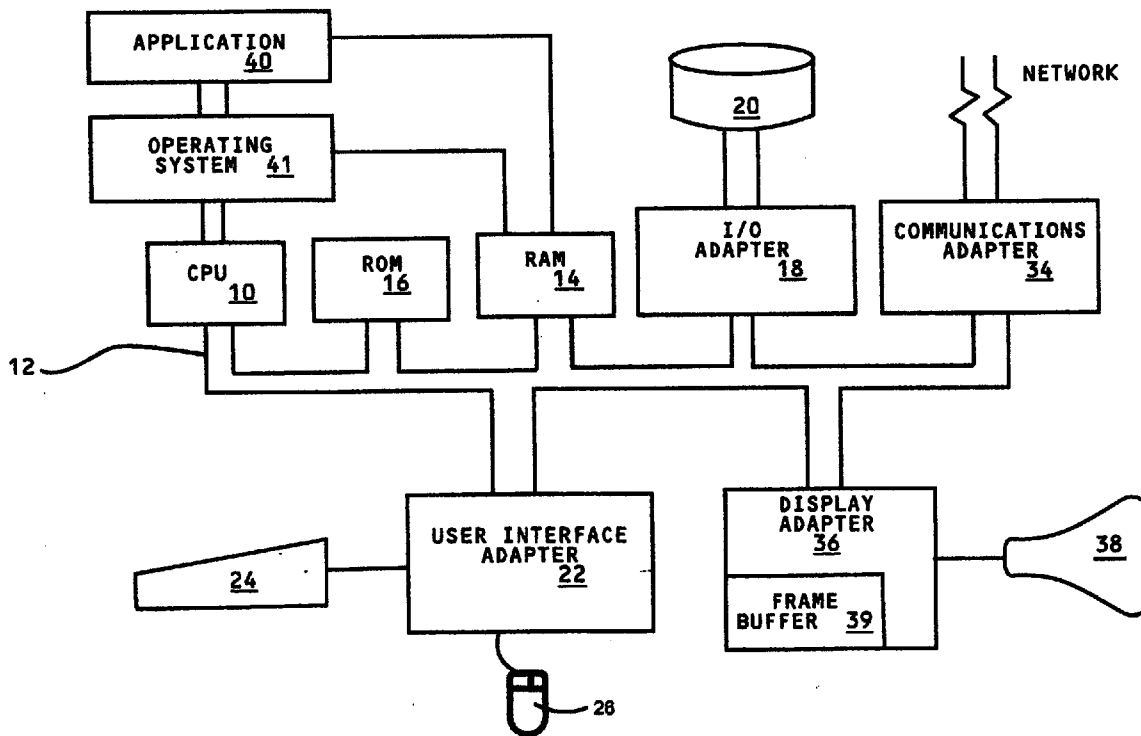 APPLICATION
40
OPERATING
SYSTEM 41
CPU
10
ROM
16
RAM
14
20
I/O
ADAPTER
18
NETWORK
COMMUNICATIONS
ADAPTER
34
12
USER INTERFACE
ADAPTER
22
24
26
DISPLAY
ADAPTER
36
FRAME
BUFFER 39
38